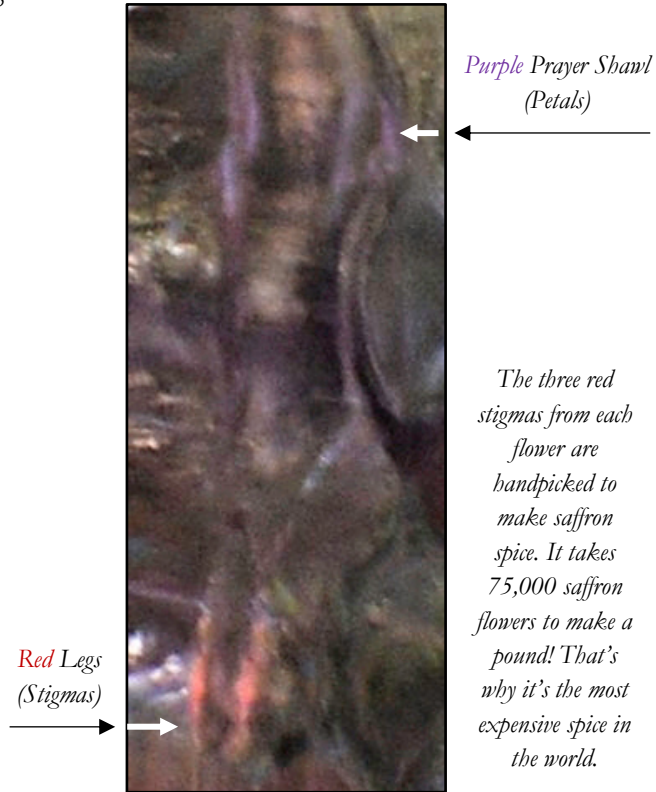 Purple Prayer Shawl
(Petals)
The three red
stigmas from each
flower are
handpicked to
make saffron
spice. It takes
75,000 saffron
flowers to make a
pound! That's
why it's the most
expensive spice in
the world.
Red Legs
(Stigmas)